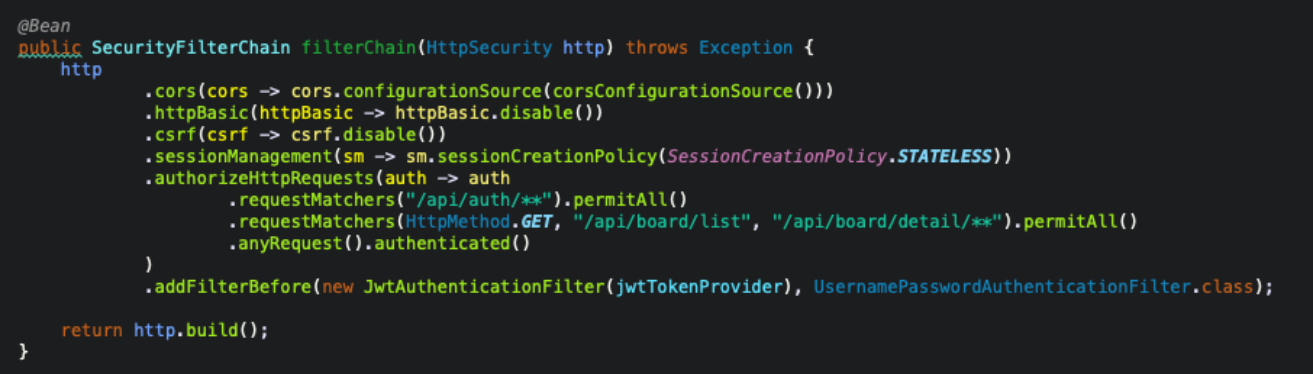 @Bean
public SecurityFilterChain filterChain(HttpSecurity http) throws Exception {
    http
            .cors(cors -> cors.configurationSource(corsConfigurationSource()))
            .httpBasic(httpBasic -> httpBasic.disable())
            .csrf(csrf -> csrf.disable())
            .sessionManagement(sm -> sm.sessionCreationPolicy(SessionCreationPolicy.STATELESS))
            .authorizeHttpRequests(auth -> auth
                    .requestMatchers("/api/auth/**").permitAll()
                    .requestMatchers(HttpMethod.GET, "/api/board/list", "/api/board/detail/**").permitAll()
                    .anyRequest().authenticated()
            )
            .addFilterBefore(new JwtAuthenticationFilter(jwtTokenProvider), UsernamePasswordAuthenticationFilter.class);

    return http.build();
}